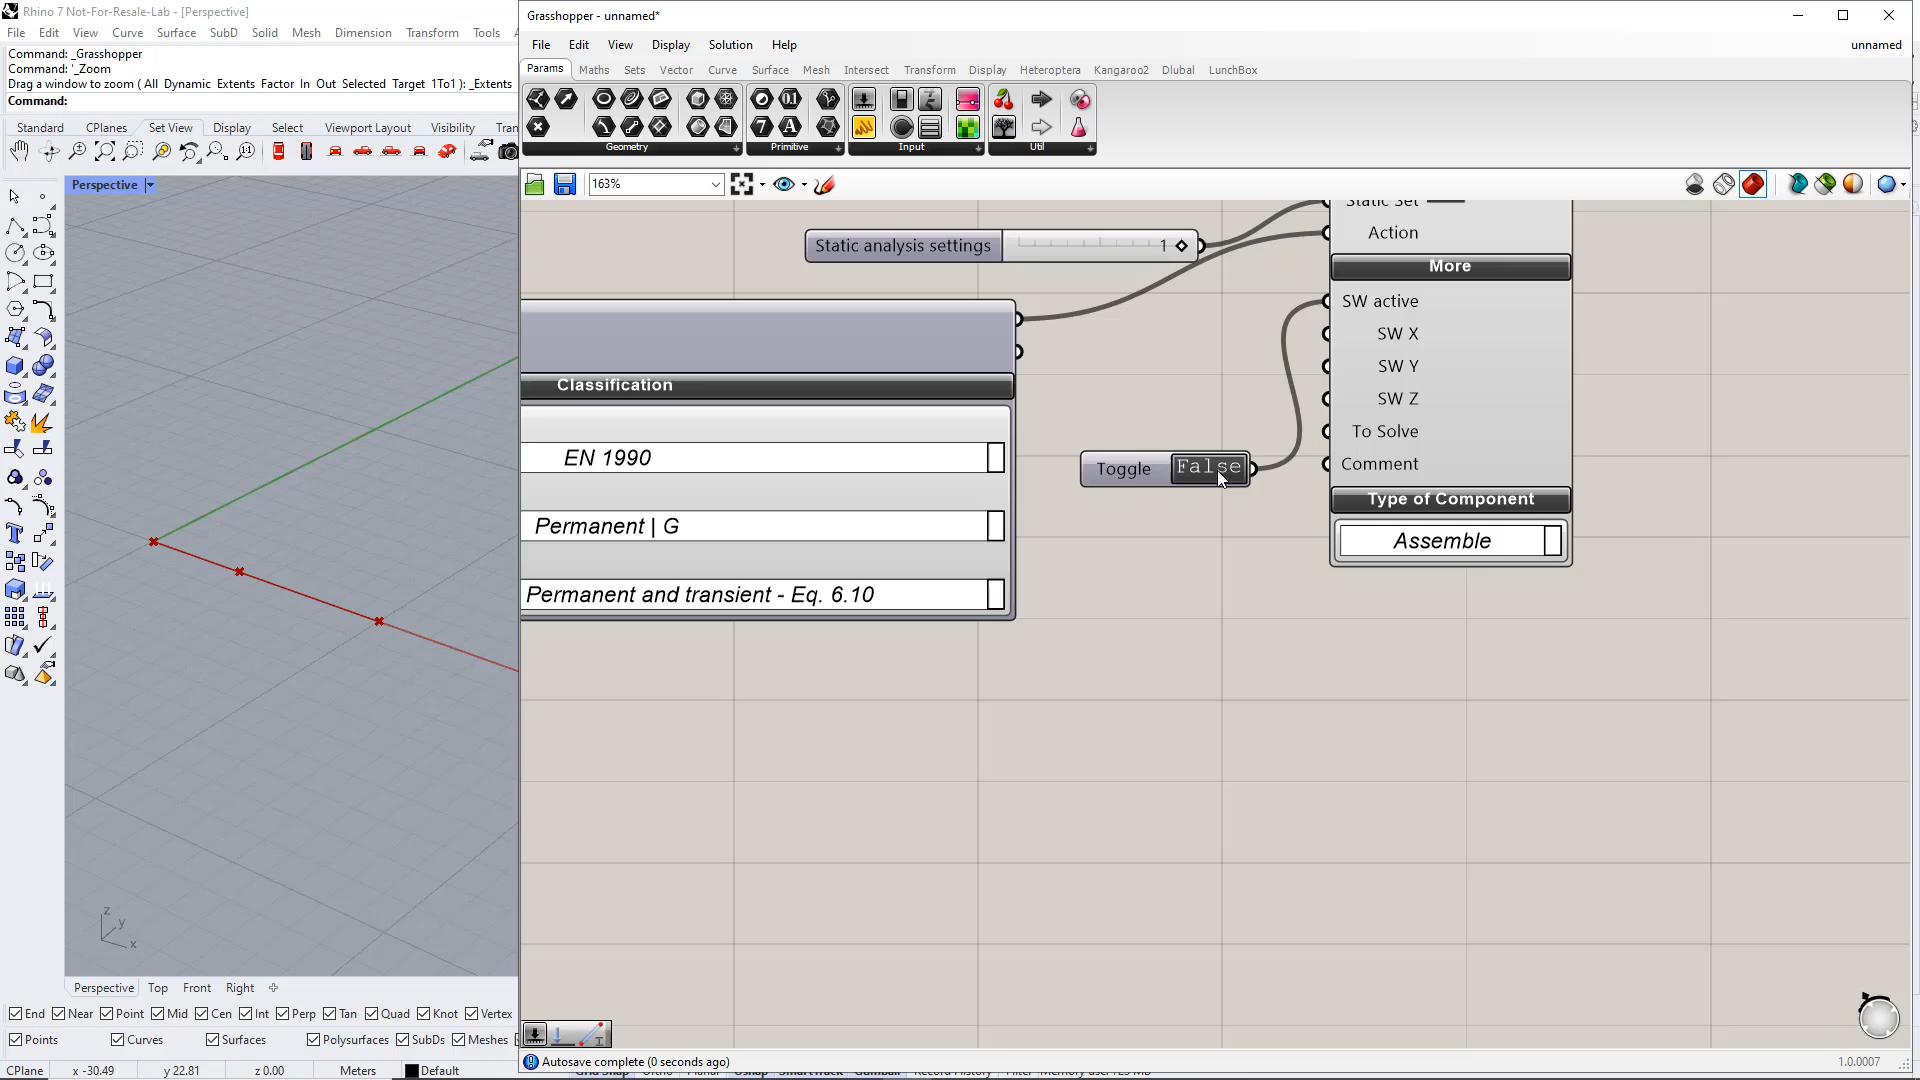 Rhino 7 Not-For-Resale-Lab - [Perspective]
File Edit View Curve Surface SubD Solid Mesh Dimension Transform Tools
Command: _Grasshopper
Command: '_Zoom
Drag a window to zoom ( All Dynamic Extents Factor In Out Selected Target 1To1 ): _Extents
Command:
Standard CPlanes Set View Display Select Viewport Layout Visibility Tran
Perspective
z
y
x
Perspective Top Front Right
End Near Point Mid Cen Int Perp Tan Quad Knot Vertex
Points Curves Surfaces Polysurfaces SubDs Meshes
CPlane x -30.49 y 22.81 z 0.00 Meters Default
Grasshopper - unnamed*
File Edit View Display Solution Help
unnamed
Params Maths Sets Vector Curve Surface Mesh Intersect Transform Display Heteroptera Kangaroo2 Dlubal LunchBox
Geometry Primitive Input Util
163%
Static Set
Static analysis settings 1
Action
More
SW active
SW X
SW Y
SW Z
To Solve
Comment
Type of Component
Assemble
Classification
EN 1990
Permanent | G
Permanent and transient - Eq. 6.10
Toggle False
Autosave complete (0 seconds ago)
1.0.0007